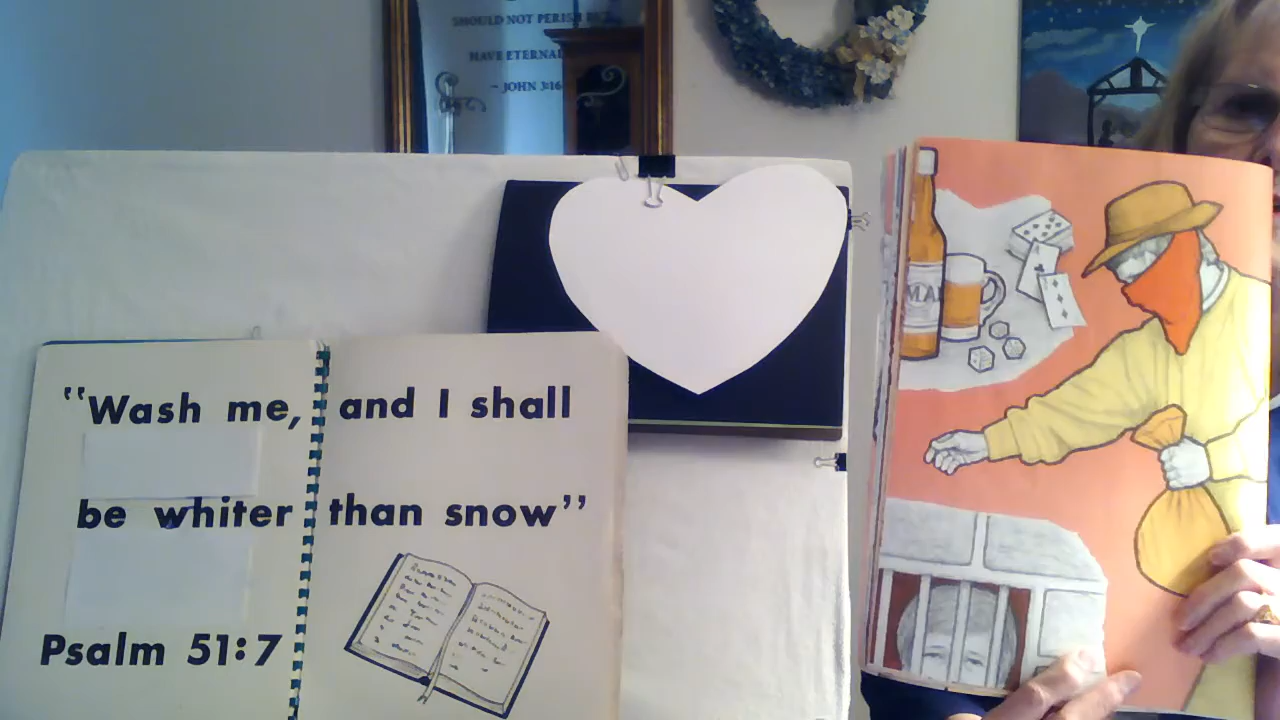 SHOULD NOT PERISH BUT
HAVE ETERNAL
~ JOHN 3:16
"Wash me, and I shall
be whiter than snow"
Psalm 51:7